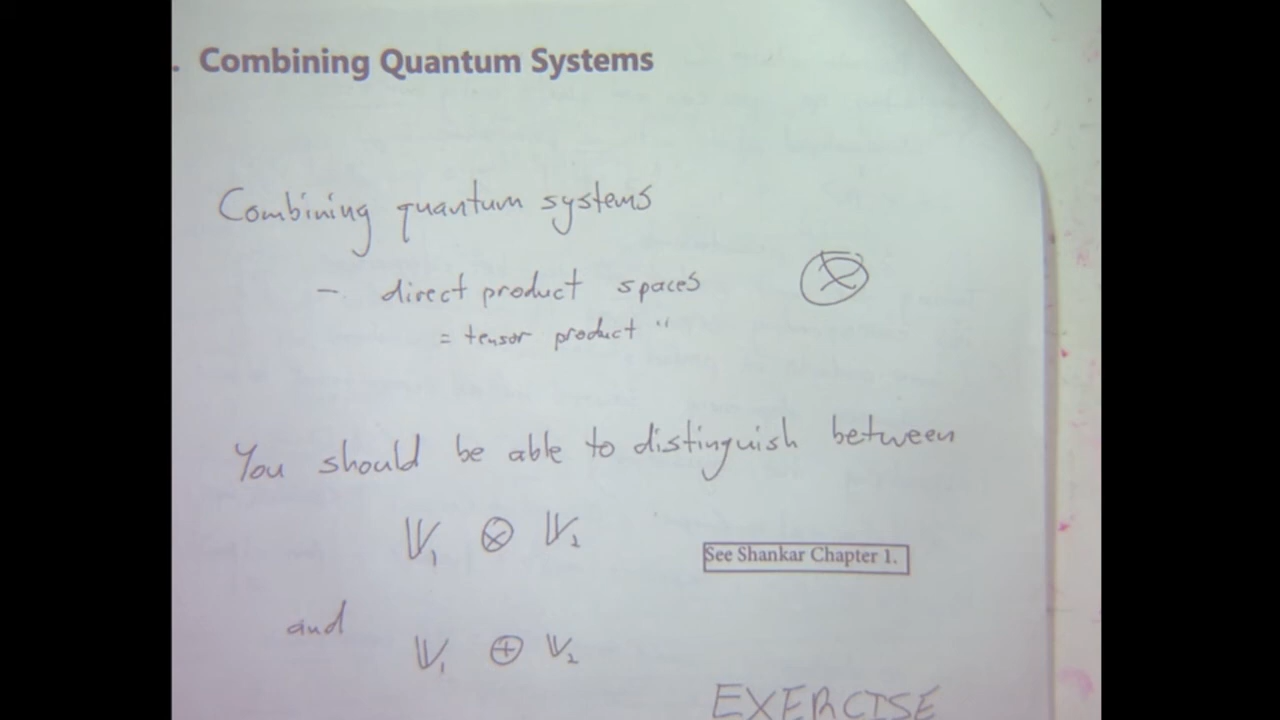 . Combining Quantum Systems
Combining quantum systems
– direct product spaces ⊗
= tensor product "
You should be able to distinguish between
𝕍₁ ⊗ 𝕍₂
See Shankar Chapter 1.
and
𝕍₁ ⊕ 𝕍₂
EXERCISE